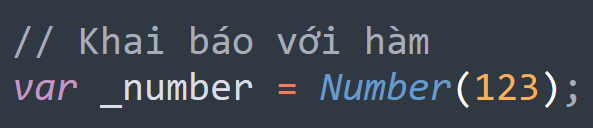 // Khai báo với hàm
var _number = Number(123);